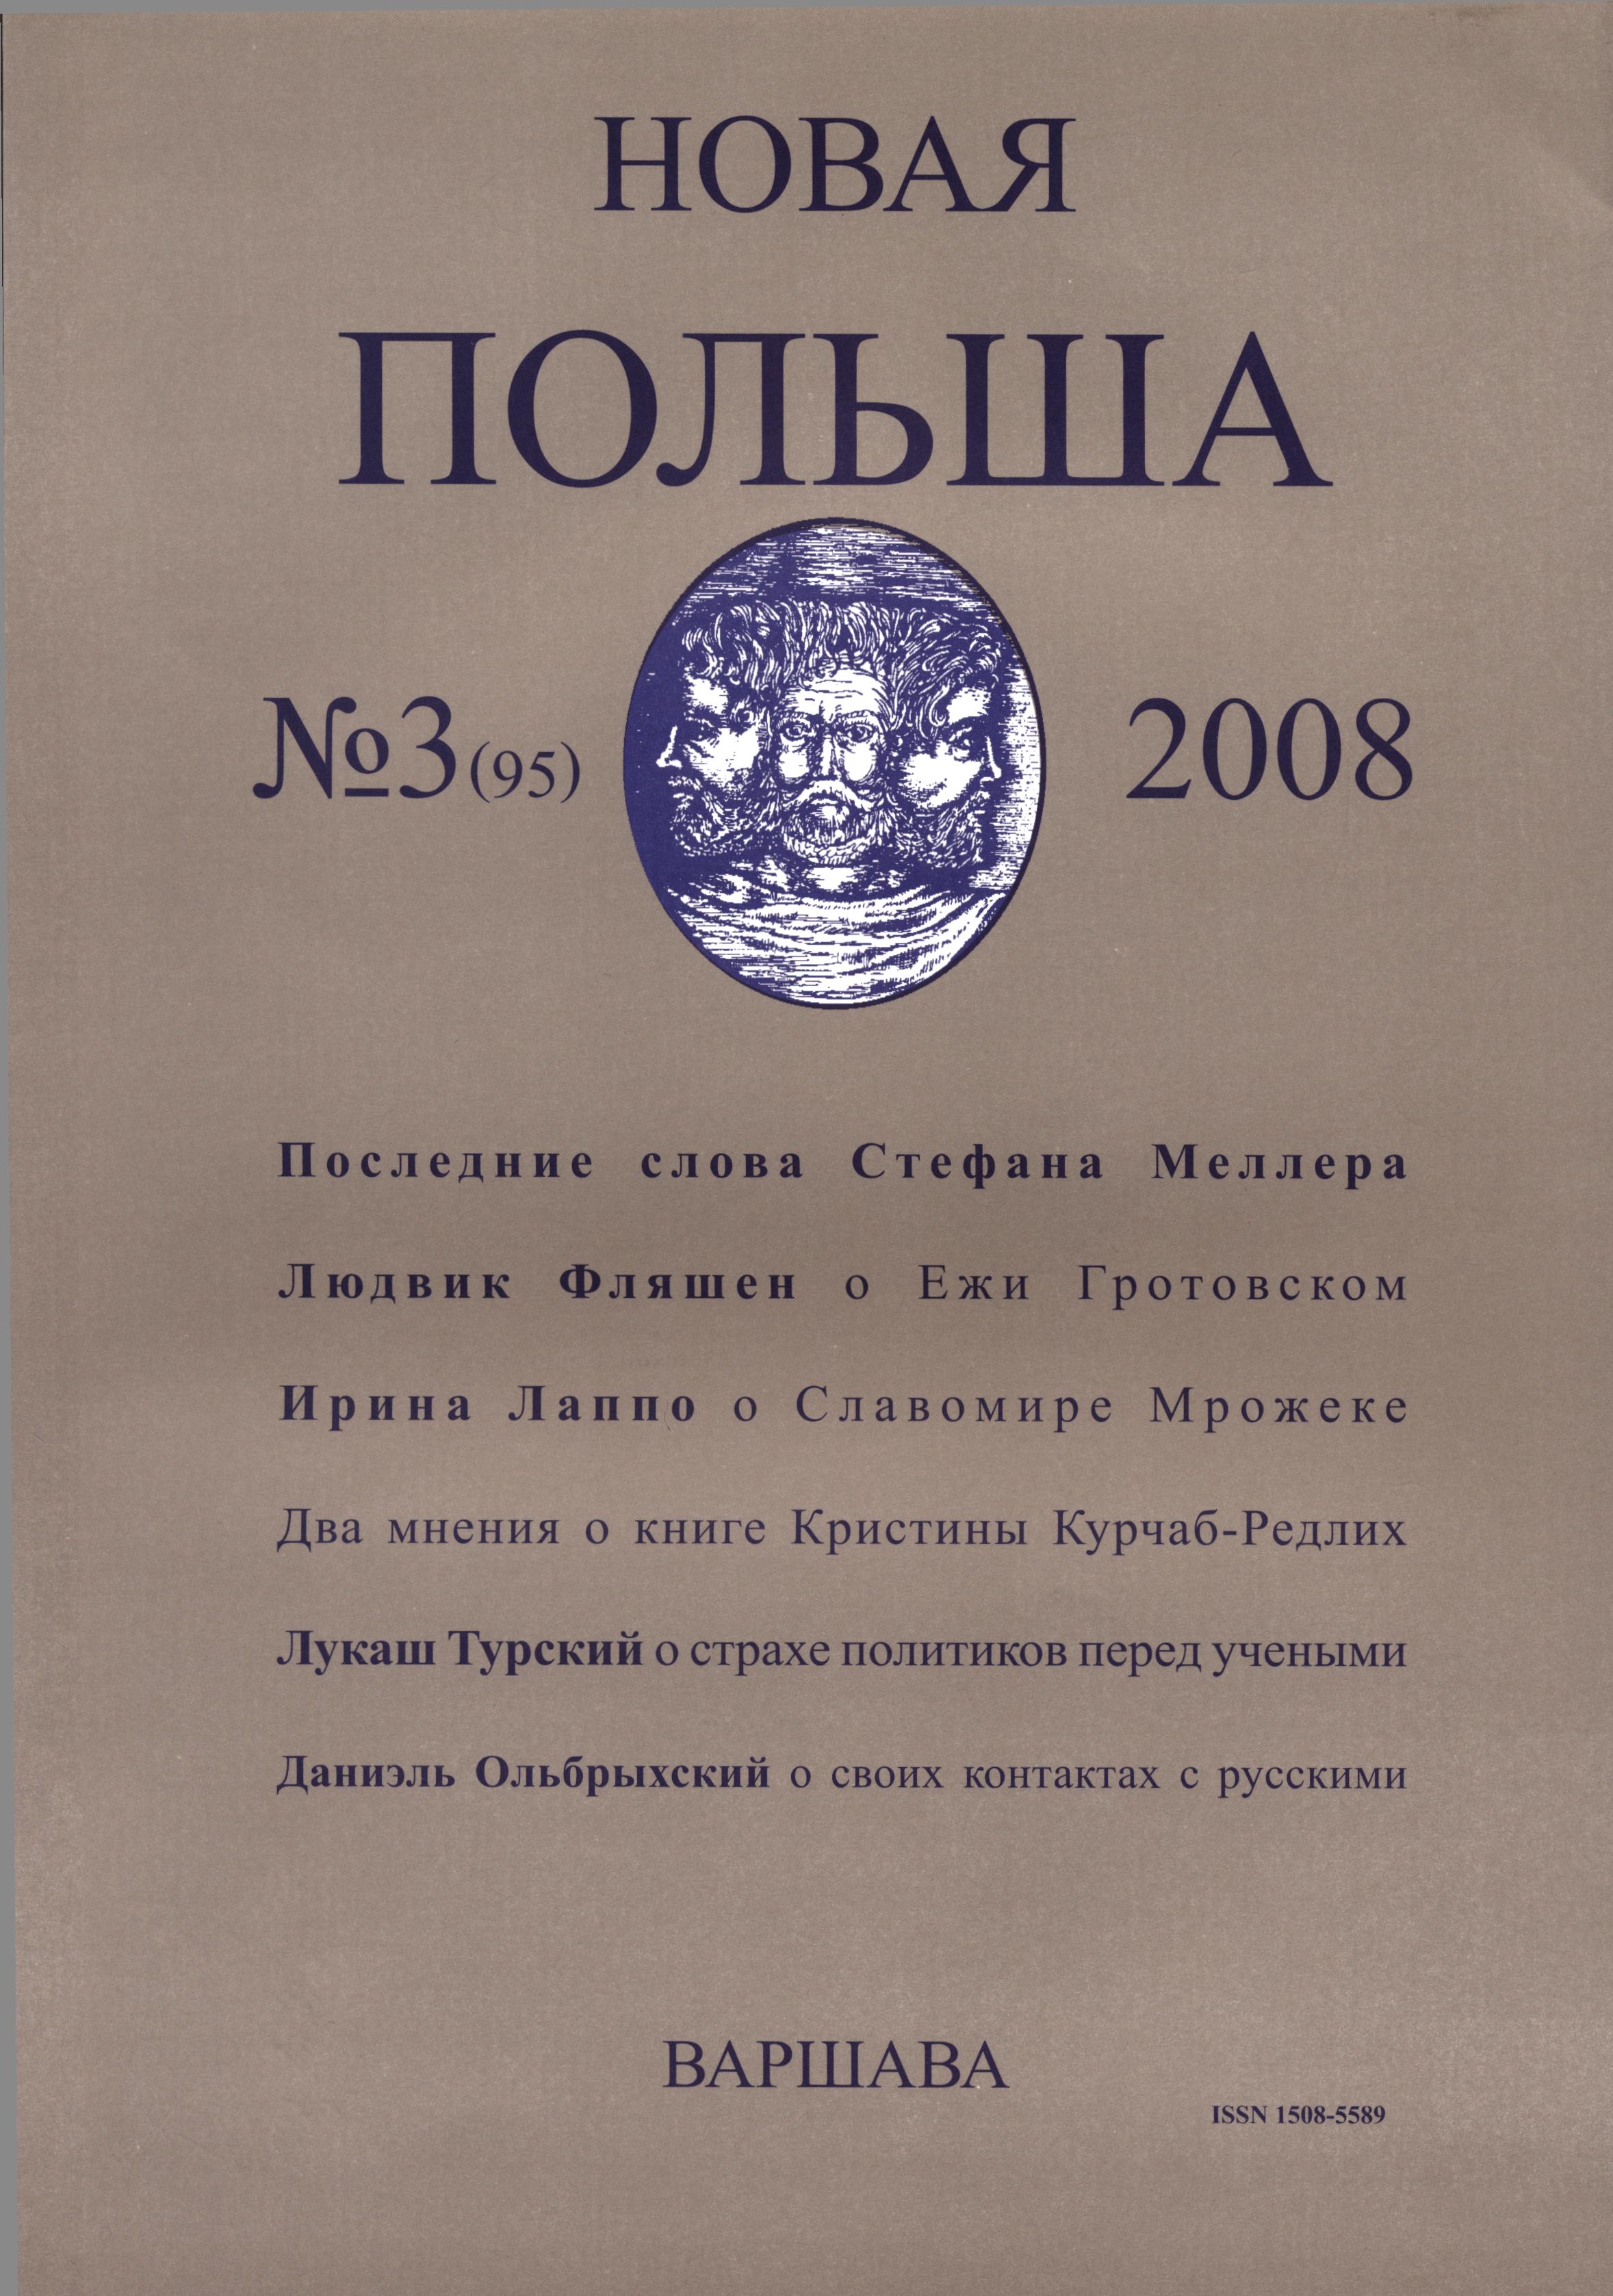 НОВАЯ
ПОЛЬША
№3(95) 2008
Последние слова Стефана Меллера
Людвик Фляшен о Ежи Гротовском
Ирина Лаппо о Славомире Мрожеке
Два мнения о книге Кристины Курчаб-Редлих
Лукаш Турский о страхе политиков перед учеными
Даниэль Ольбрыхский о своих контактах с русскими
ВАРШАВА
ISSN 1508-5589